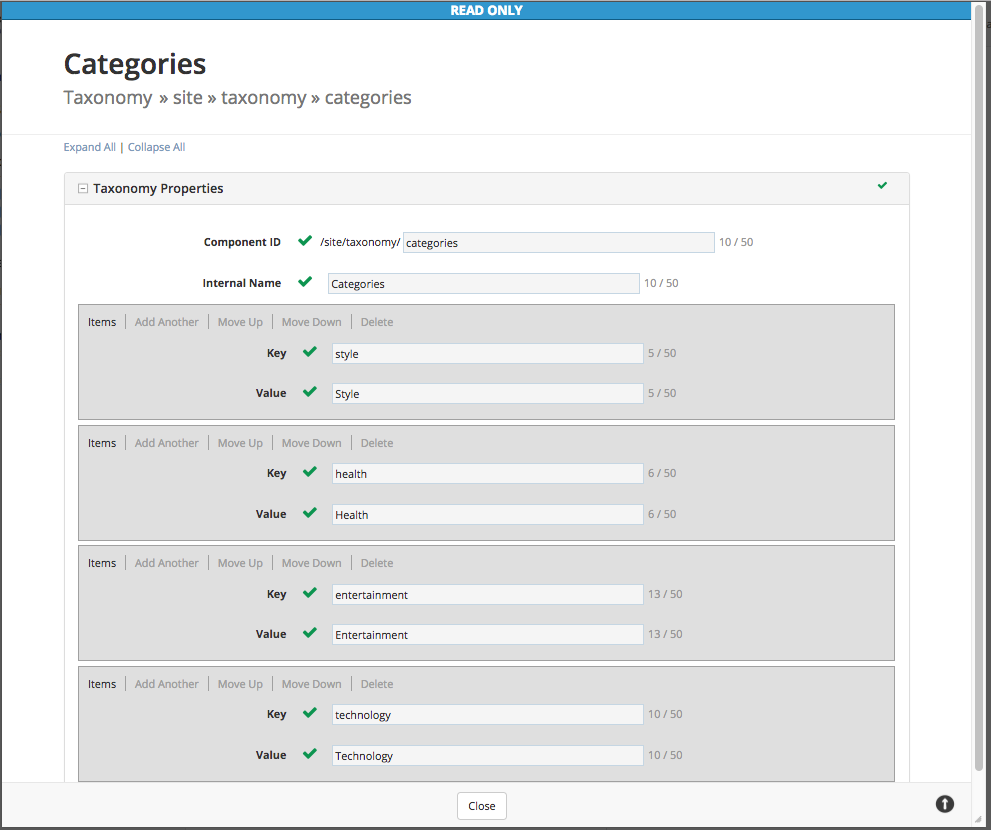 READ ONLY
Categories
Taxonomy » site » taxonomy » categories
Expand All | Collapse All
Taxonomy Properties
Component ID /site/taxonomy/ categories 10 / 50
Internal Name Categories 10 / 50
Items Add Another Move Up Move Down Delete
Key style 5 / 50
Value Style 5 / 50
Items Add Another Move Up Move Down Delete
Key health 6 / 50
Value Health 6 / 50
Items Add Another Move Up Move Down Delete
Key entertainment 13 / 50
Value Entertainment 13 / 50
Items Add Another Move Up Move Down Delete
Key technology 10 / 50
Value Technology 10 / 50
Close